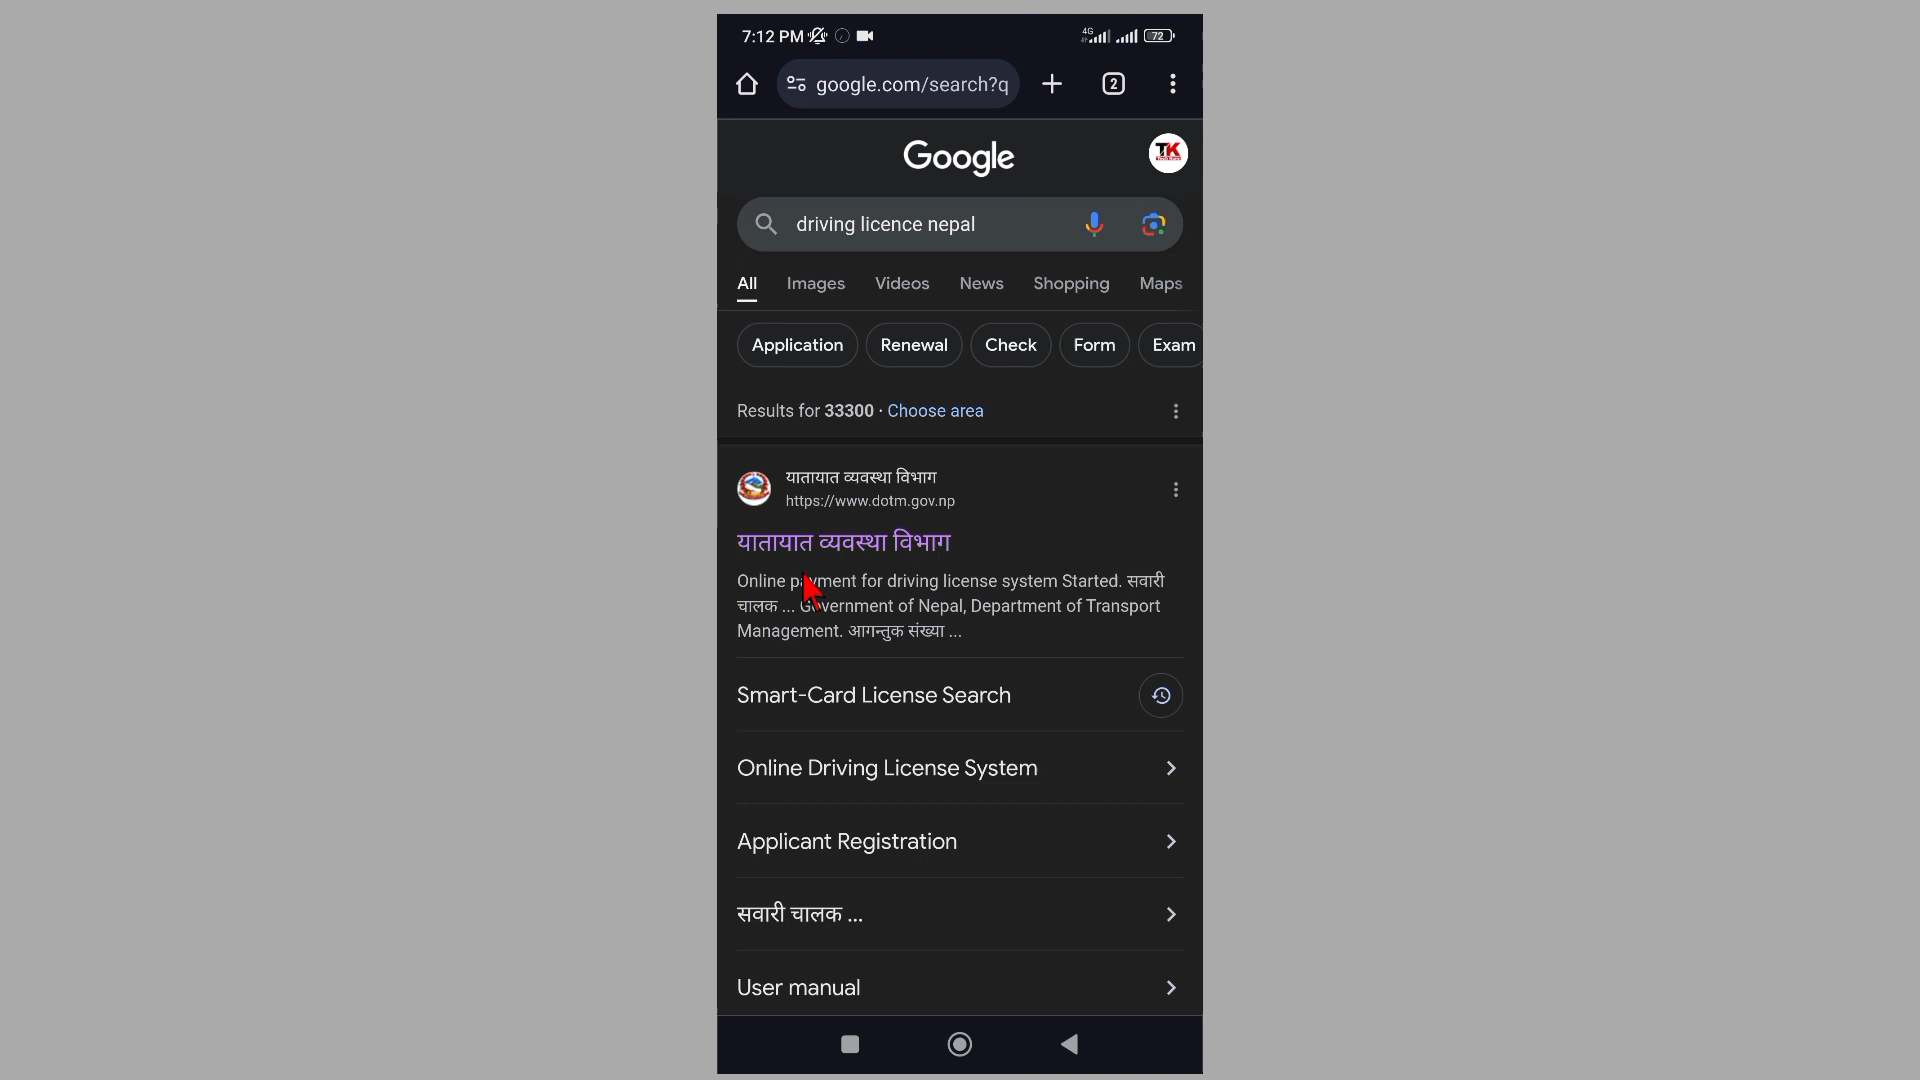 7:12 PM
4G
72
google.com/search?q
2
Google
TK
driving licence nepal
All Images Videos News Shopping Maps
Application Renewal Check Form Exam
Results for 33300 · Choose area
यातायात व्यवस्था विभाग
https://www.dotm.gov.np
यातायात व्यवस्था विभाग
Online payment for driving license system Started. सवारी
चालक ... Government of Nepal, Department of Transport
Management. आगन्तुक संख्या ...
Smart-Card License Search
Online Driving License System
Applicant Registration
सवारी चालक ...
User manual